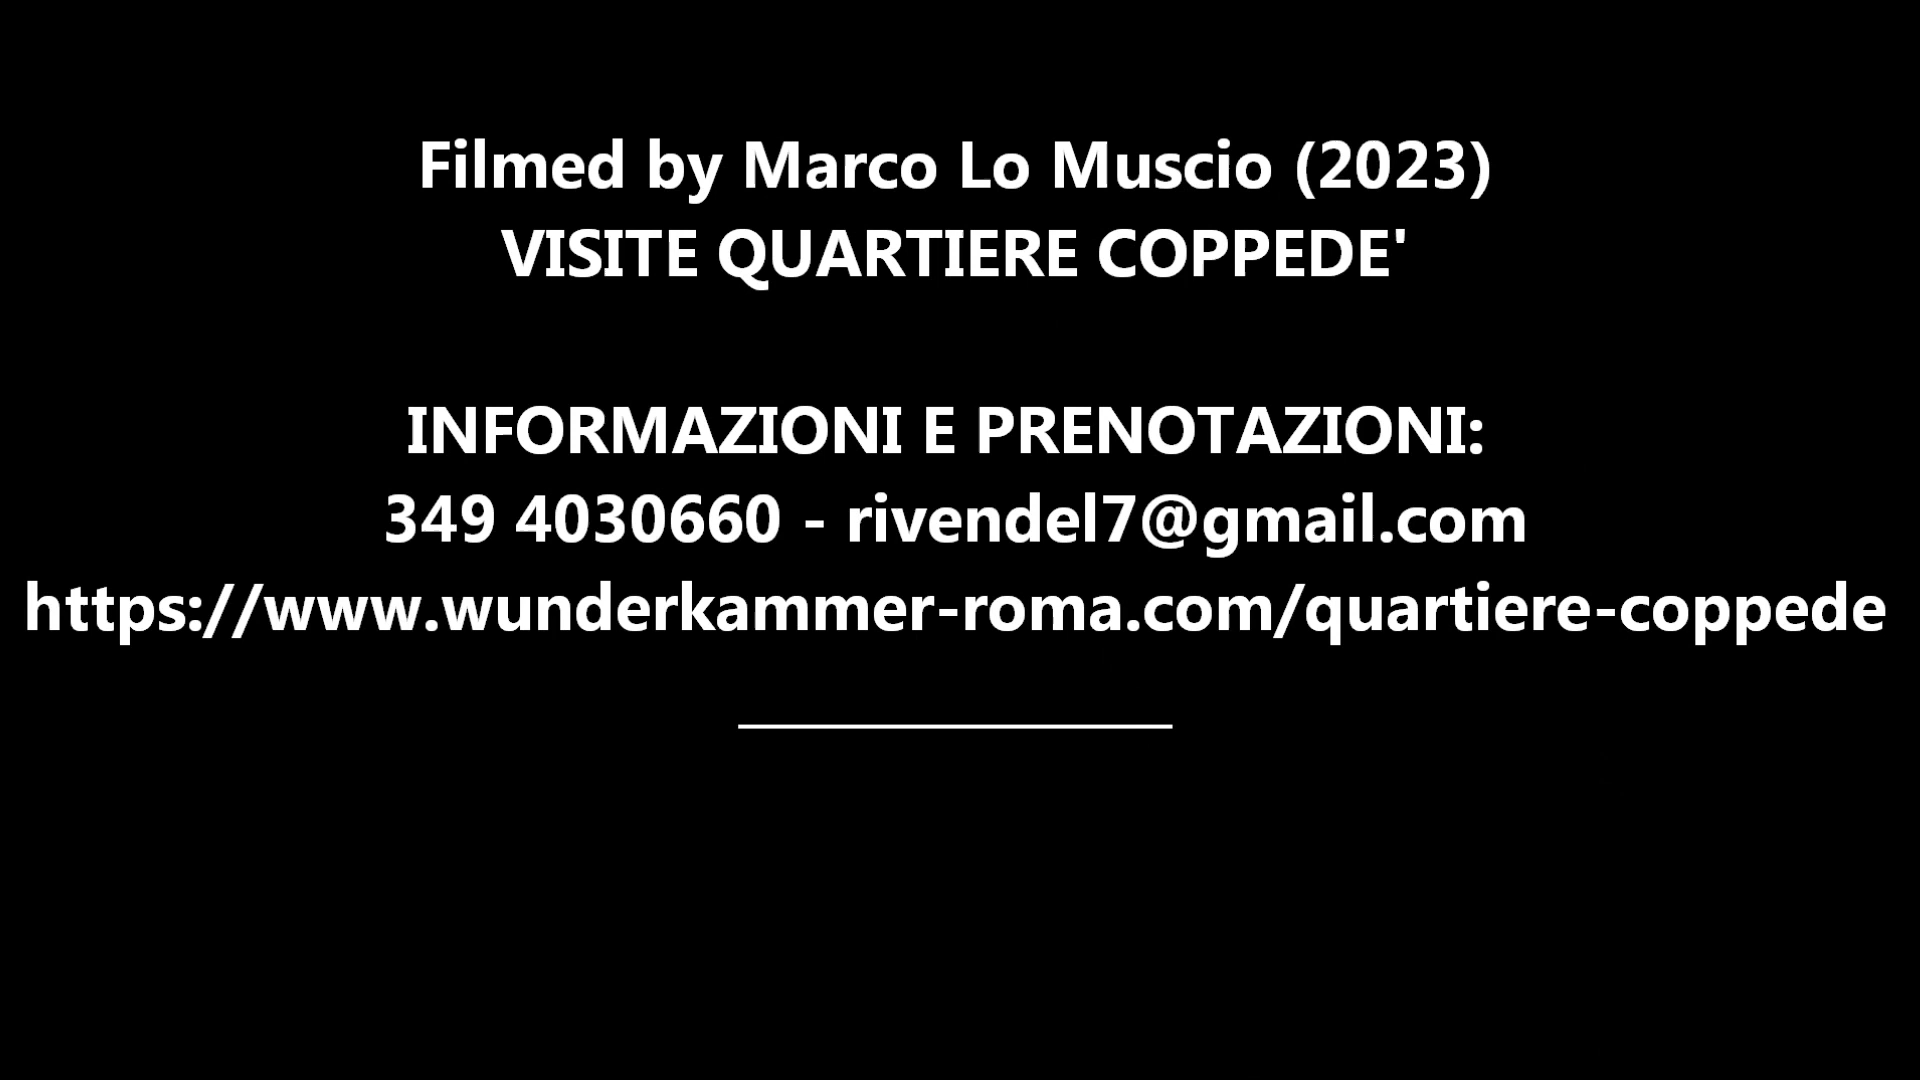 Filmed by Marco Lo Muscio (2023)
VISITE QUARTIERE COPPEDE'
INFORMAZIONI E PRENOTAZIONI:
349 4030660 - rivendel7@gmail.com
https://www.wunderkammer-roma.com/quartiere-coppede